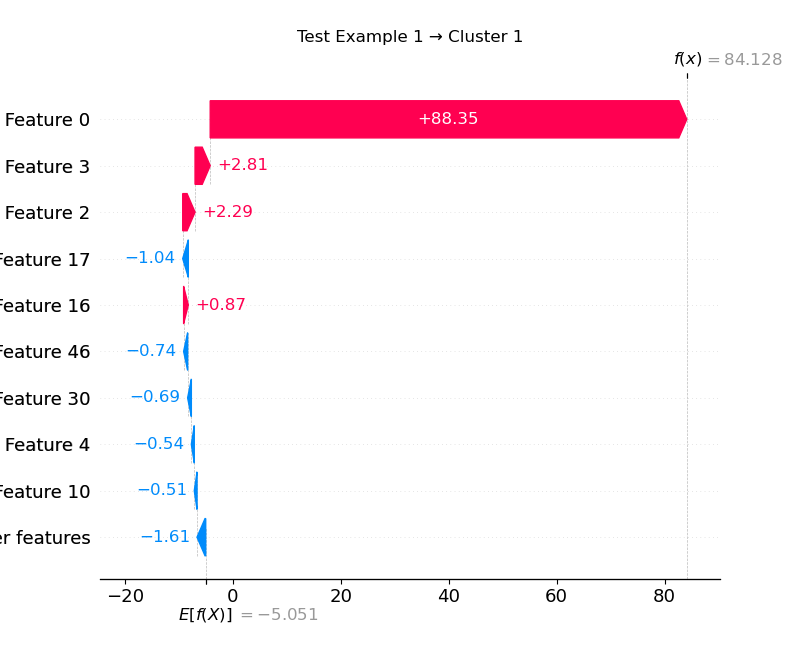 Test Example 1 → Cluster 1
f(x) = 84.128
Feature 0
+88.35
Feature 3
+2.81
Feature 2
+2.29
Feature 17
−1.04
Feature 16
+0.87
Feature 46
−0.74
Feature 30
−0.69
Feature 4
−0.54
Feature 10
−0.51
er features
−1.61
−20 0 20 40 60 80
E[f(X)] = −5.051